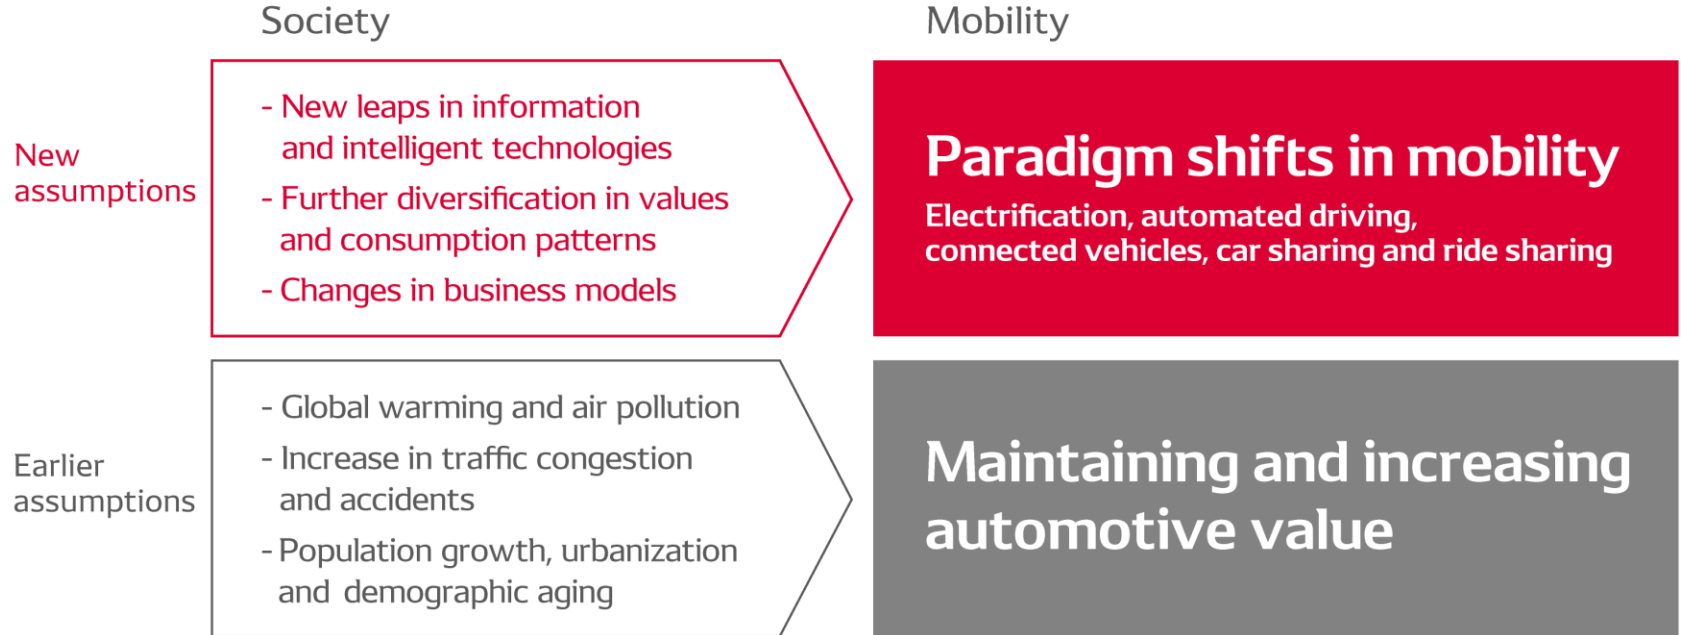 Society
Mobility
New
assumptions
- New leaps in information
and intelligent technologies
- Further diversification in values
and consumption patterns
- Changes in business models
Paradigm shifts in mobility
Electrification, automated driving,
connected vehicles, car sharing and ride sharing
Earlier
assumptions
- Global warming and air pollution
- Increase in traffic congestion
and accidents
- Population growth, urbanization
and demographic aging
Maintaining and increasing
automotive value